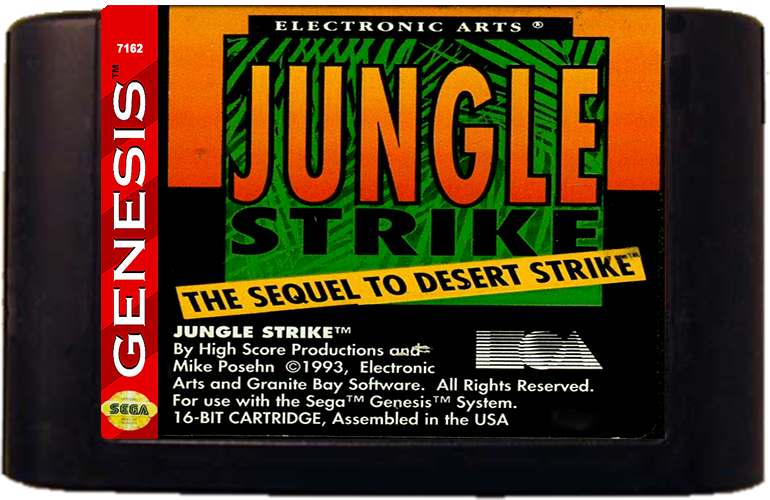 ELECTRONIC ARTS ®
7162
GENESIS™
JUNGLE
STRIKE
THE SEQUEL TO DESERT STRIKE™
JUNGLE STRIKE™
By High Score Productions and
Mike Posehn ©1993, Electronic
Arts and Granite Bay Software. All Rights Reserved.
For use with the Sega™ Genesis™ System.
16-BIT CARTRIDGE, Assembled in the USA
EA
SEGA